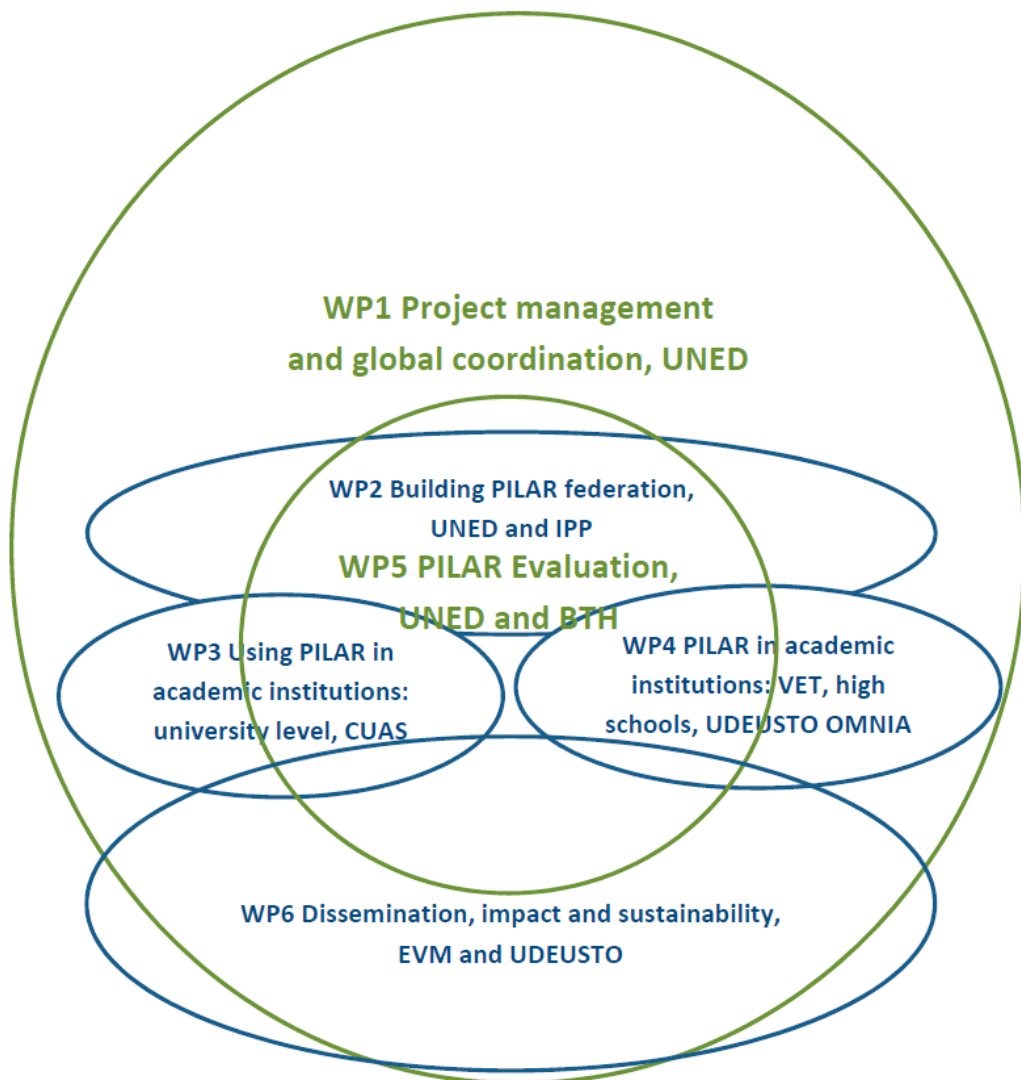 WP1 Project management
and global coordination, UNED
WP2 Building PILAR federation,
UNED and IPP
WP5 PILAR Evaluation,
UNED and BTH
WP3 Using PILAR in
academic institutions:
university level, CUAS
WP4 PILAR in academic
institutions: VET, high
schools, UDEUSTO OMNIA
WP6 Dissemination, impact and sustainability,
EVM and UDEUSTO